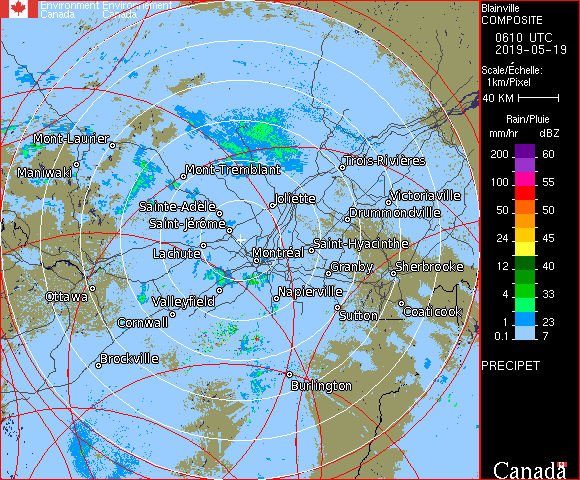 Environment Environnement
Canada Canada
Blainville
COMPOSITE
0610 UTC
2019-05-19
Scale/Échelle:
1km/Pixel
40 KM
Rain/Pluie
mm/hr dBZ
200 60
100 55
50 50
24 45
12 40
4 33
1 23
0.1 7
PRECIPET
Canada
Mont-Laurier
Maniwaki
Mont-Tremblant
Trois-Rivières
Joliette
Victoriaville
Sainte-Adèle
Drummondville
Saint-Jérôme
Lachute
Montréal
Saint-Hyacinthe
Granby
Sherbrooke
Ottawa
Valleyfield
Napierville
Cornwall
Sutton
Coaticook
Brockville
Burlington